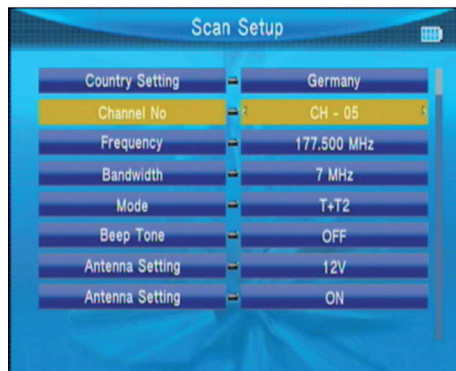 Scan Setup
Country Setting Germany
Channel No CH - 05
Frequency 177.500 MHz
Bandwidth 7 MHz
Mode T+T2
Beep Tone OFF
Antenna Setting 12V
Antenna Setting ON